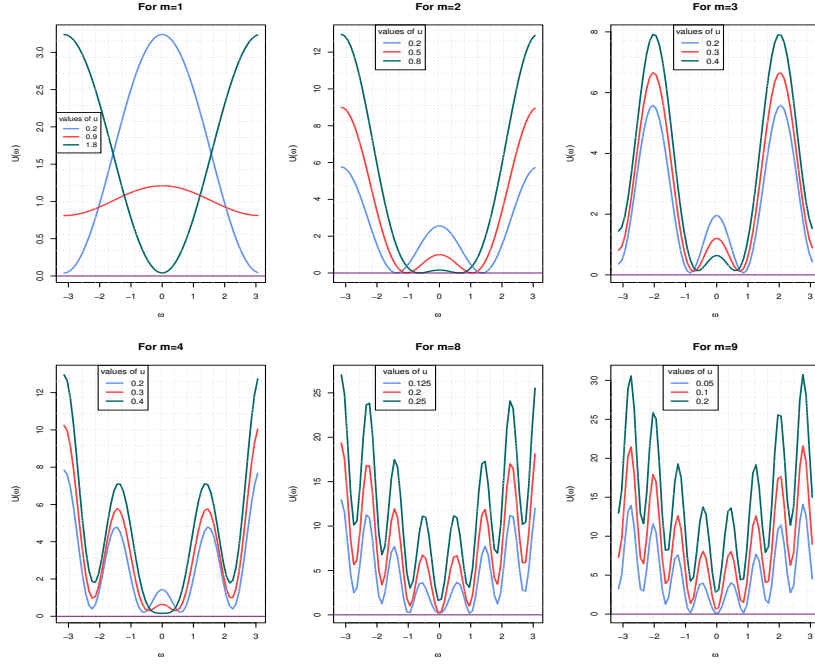 For m=1
U(ω)
0.0 0.5 1.0 1.5 2.0 2.5 3.0
values of u
0.2
0.9
1.8
−3 −2 −1 0 1 2 3
ω
For m=2
U(ω)
0 2 4 6 8 10 12
values of u
0.2
0.5
0.8
−3 −2 −1 0 1 2 3
ω
For m=3
U(ω)
0 2 4 6 8
values of u
0.2
0.3
0.4
−3 −2 −1 0 1 2 3
ω
For m=4
U(ω)
0 2 4 6 8 10 12
values of u
0.2
0.3
0.4
−3 −2 −1 0 1 2 3
ω
For m=8
U(ω)
0 5 10 15 20 25
values of u
0.125
0.2
0.25
−3 −2 −1 0 1 2 3
ω
For m=9
U(ω)
0 5 10 15 20 25 30
values of u
0.05
0.1
0.2
−3 −2 −1 0 1 2 3
ω